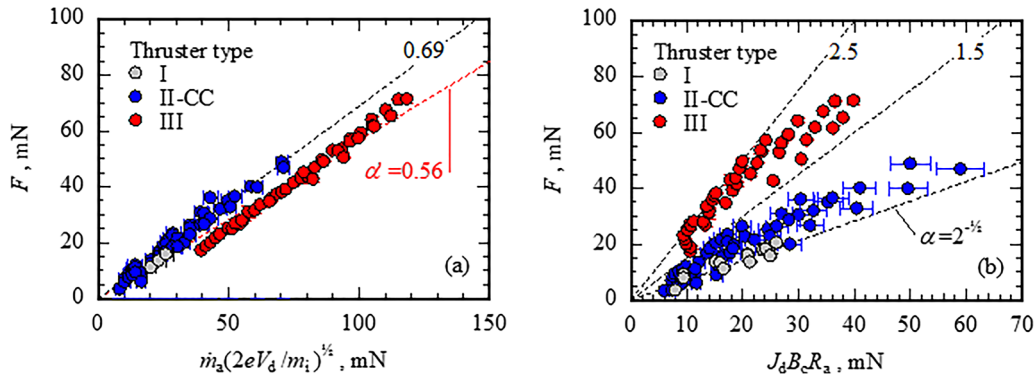 100
80
60
40
20
0
F , mN
Thruster type
I
II-CC
III
0.69
α'=0.56
(a)
0 50 100 150
ṁa(2eVd/mi)½, mN
100
80
60
40
20
0
F , mN
Thruster type
I
II-CC
III
2.5 1.5
α=2-½
(b)
0 10 20 30 40 50 60 70
JdBcRa, mN